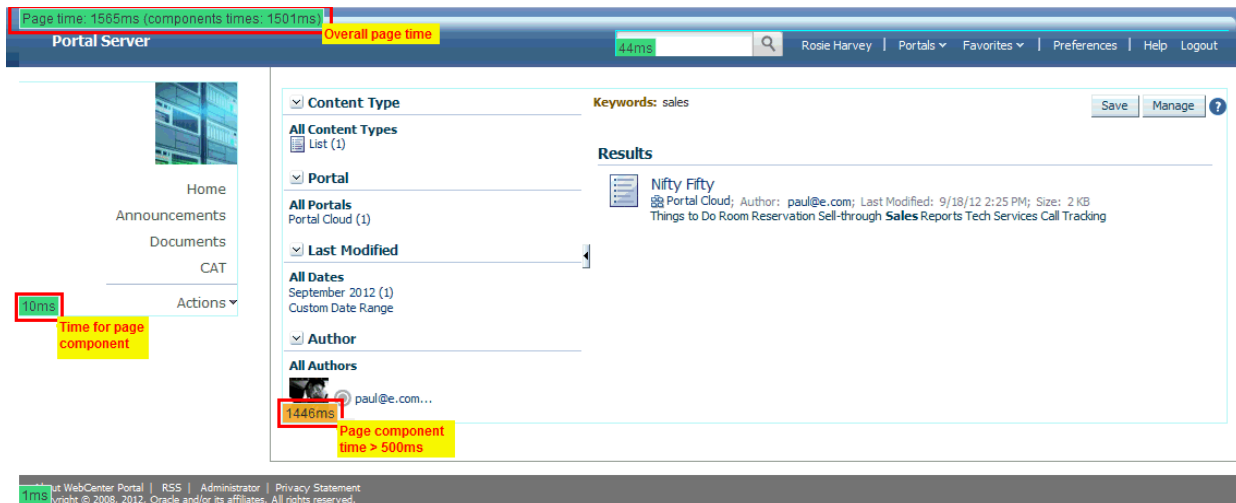 Page time: 1565ms (components times: 1501ms)
Overall page time
Portal Server
44ms
Rosie Harvey | Portals | Favorites | Preferences | Help Logout
Home
Announcements
Documents
CAT
Actions
10ms
Time for page
component
Content Type
All Content Types
List (1)
Portal
All Portals
Portal Cloud (1)
Last Modified
All Dates
September 2012 (1)
Custom Date Range
Author
All Authors
paul@e.com...
1446ms
Page component
time > 500ms
Keywords: sales
Save Manage ?
Results
Nifty Fifty
Portal Cloud; Author: paul@e.com; Last Modified: 9/18/12 2:25 PM; Size: 2 KB
Things to Do Room Reservation Sell-through Sales Reports Tech Services Call Tracking
WebCenter Portal | RSS | Administrator | Privacy Statement
1ms
© 2008, 2012, Oracle and/or its affiliates. All rights reserved.